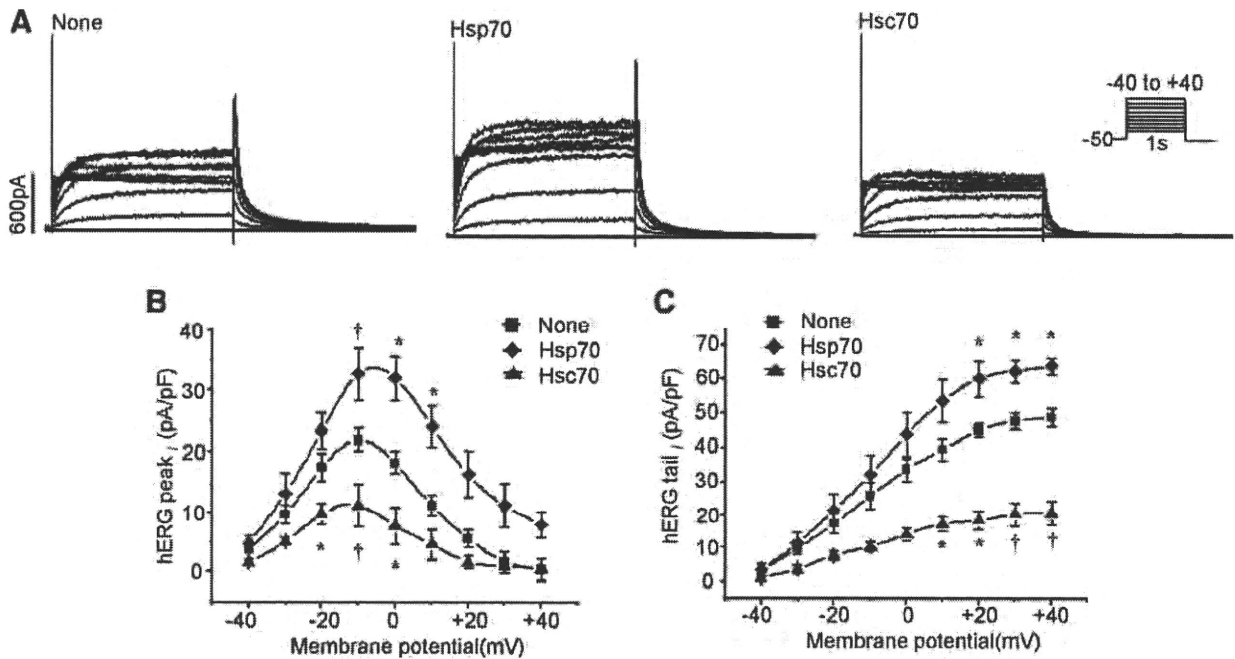 A
None
Hsp70
Hsc70
-40 to +40
-50
1s
600pA
B
None
Hsp70
Hsc70
hERG peak I (pA/pF)
40
30
20
10
0
† * *
* † *
-40 -20 0 +20 +40
Membrane potential(mV)
C
None
Hsp70
Hsc70
hERG tail I (pA/pF)
70
60
50
40
30
20
10
0
* * *
* * † †
-40 -20 0 +20 +40
Membrane potential(mV)